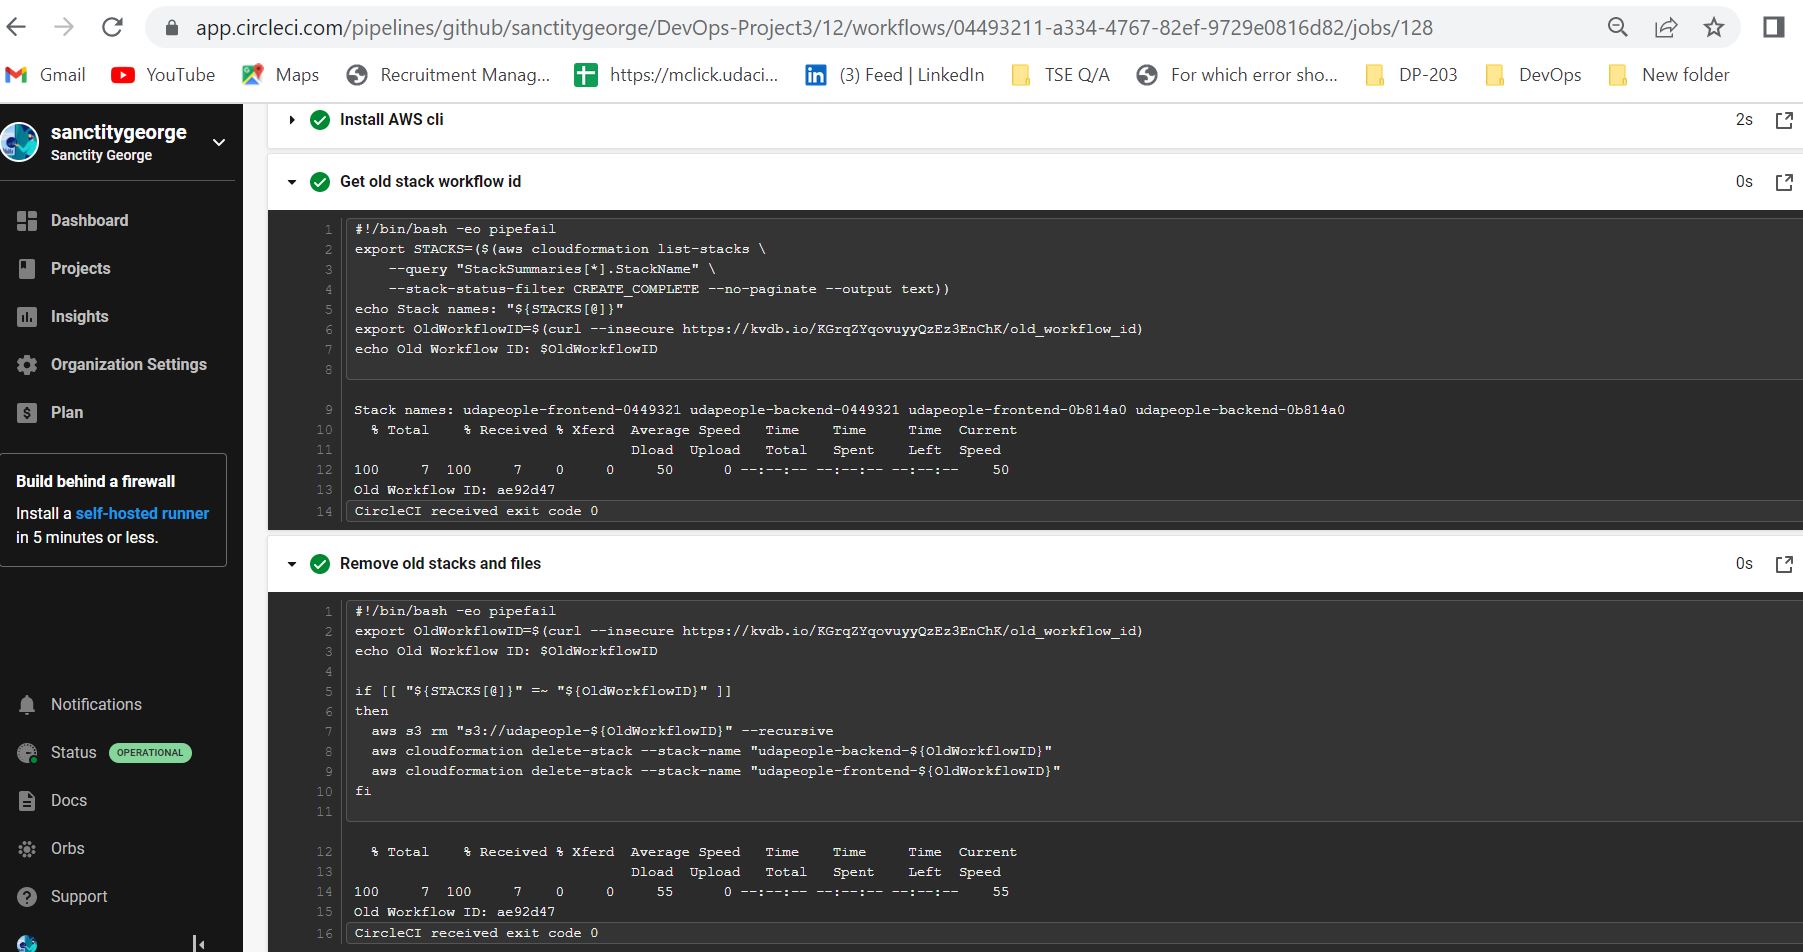 app.circleci.com/pipelines/github/sanctitygeorge/DevOps-Project3/12/workflows/04493211-a334-4767-82ef-9729e0816d82/jobs/128
Gmail YouTube Maps Recruitment Manag... https://mclick.udaci... (3) Feed | LinkedIn TSE Q/A For which error sho... DP-203 DevOps New folder
sanctitygeorge
Sanctity George
Dashboard
Projects
Insights
Organization Settings
Plan
Build behind a firewall
Install a self-hosted runner
in 5 minutes or less.
Notifications
Status OPERATIONAL
Docs
Orbs
Support
Install AWS cli 2s
Get old stack workflow id 0s
1 #!/bin/bash -eo pipefail
2 export STACKS=($(aws cloudformation list-stacks \
3 --query "StackSummaries[*].StackName" \
4 --stack-status-filter CREATE_COMPLETE --no-paginate --output text))
5 echo Stack names: "${STACKS[@]}"
6 export OldWorkflowID=$(curl --insecure https://kvdb.io/KGrqZYqovuyyQzEz3EnChK/old_workflow_id)
7 echo Old Workflow ID: $OldWorkflowID
8
9 Stack names: udapeople-frontend-0449321 udapeople-backend-0449321 udapeople-frontend-0b814a0 udapeople-backend-0b814a0
10 % Total % Received % Xferd Average Speed Time Time Time Current
11 Dload Upload Total Spent Left Speed
12 100 7 100 7 0 0 50 0 --:--:-- --:--:-- --:--:-- 50
13 Old Workflow ID: ae92d47
14 CircleCI received exit code 0
Remove old stacks and files 0s
1 #!/bin/bash -eo pipefail
2 export OldWorkflowID=$(curl --insecure https://kvdb.io/KGrqZYqovuyyQzEz3EnChK/old_workflow_id)
3 echo Old Workflow ID: $OldWorkflowID
4
5 if [[ "${STACKS[@]}" =~ "${OldWorkflowID}" ]]
6 then
7 aws s3 rm "s3://udapeople-${OldWorkflowID}" --recursive
8 aws cloudformation delete-stack --stack-name "udapeople-backend-${OldWorkflowID}"
9 aws cloudformation delete-stack --stack-name "udapeople-frontend-${OldWorkflowID}"
10 fi
11
12 % Total % Received % Xferd Average Speed Time Time Time Current
13 Dload Upload Total Spent Left Speed
14 100 7 100 7 0 0 55 0 --:--:-- --:--:-- --:--:-- 55
15 Old Workflow ID: ae92d47
16 CircleCI received exit code 0